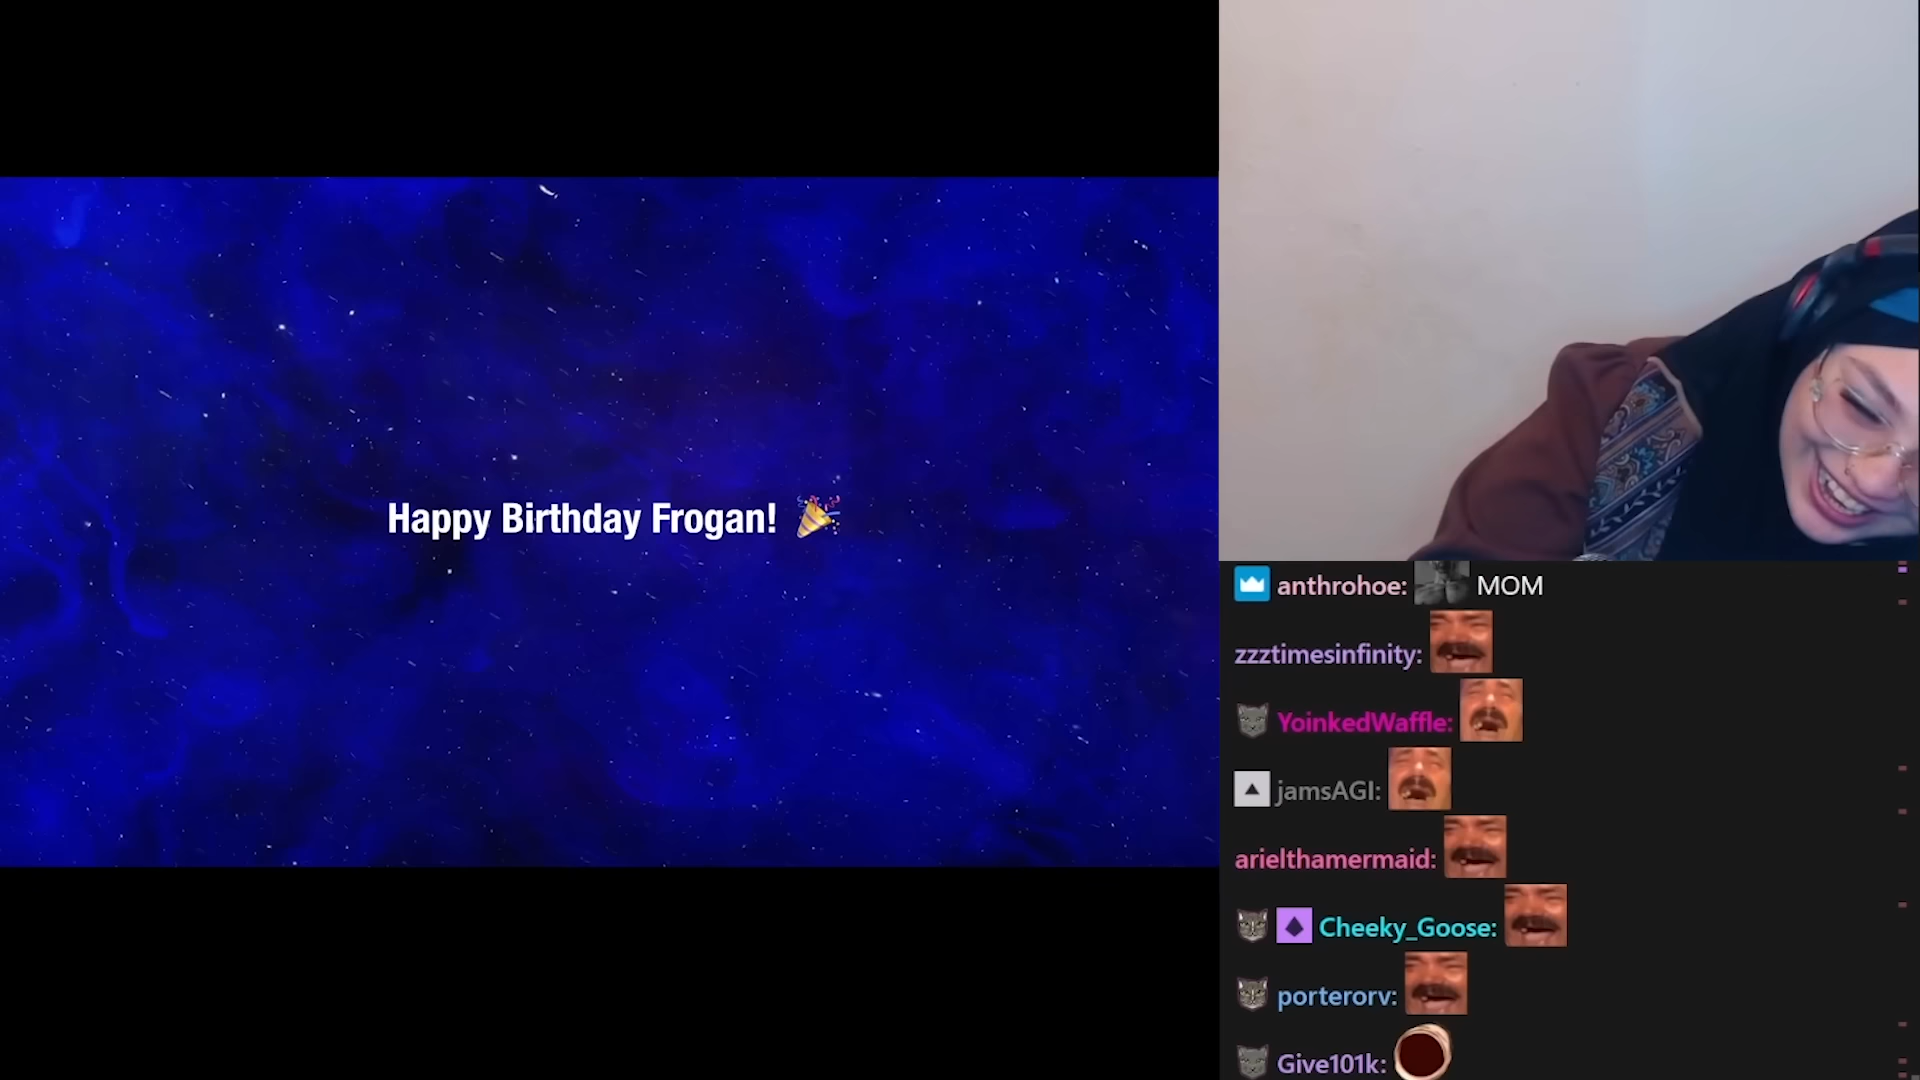 Happy Birthday Frogan! 🎉
anthrohoe: MOM
zzztimesinfinity:
YoinkedWaffle:
jamsAGI:
arielthamermaid:
Cheeky_Goose:
porterorv:
Give101k: